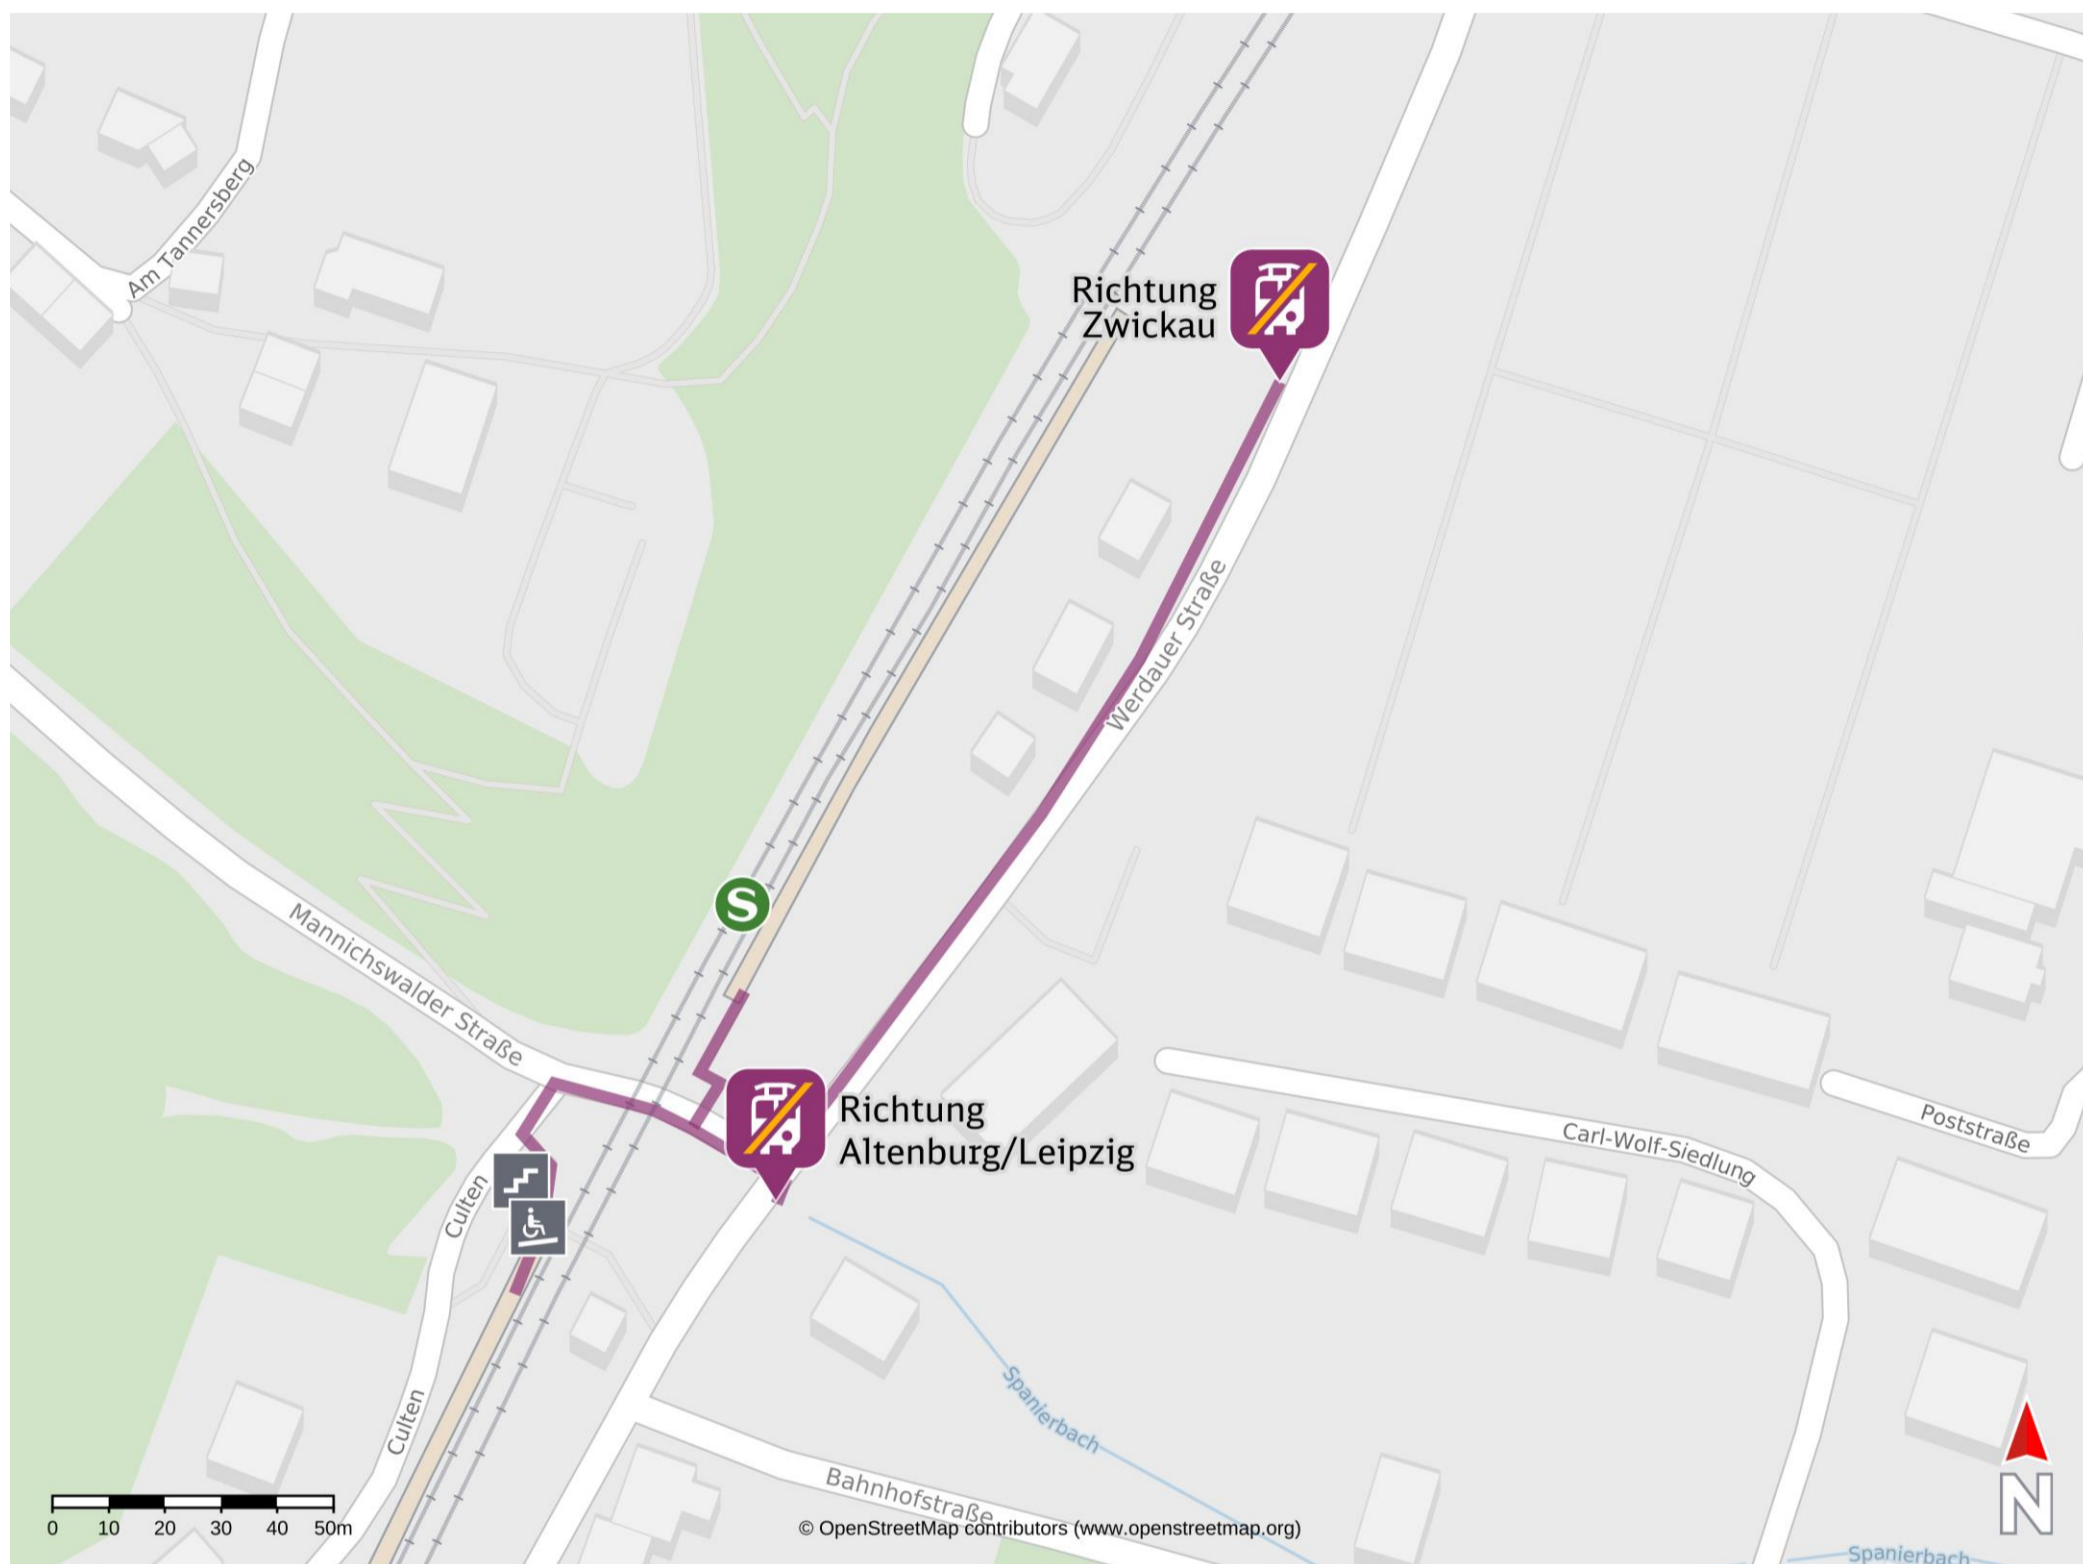 Am Tannersberg
Richtung
Zwickau
Werdauer Straße
S
Mannichswalder Straße
Richtung
Altenburg/Leipzig
Carl-Wolf-Siedlung
Poststraße
Culten
Spanierbach
Culten
Bahnhofstraße
N
0 10 20 30 40 50m
© OpenStreetMap contributors (www.openstreetmap.org)
Spanierbach